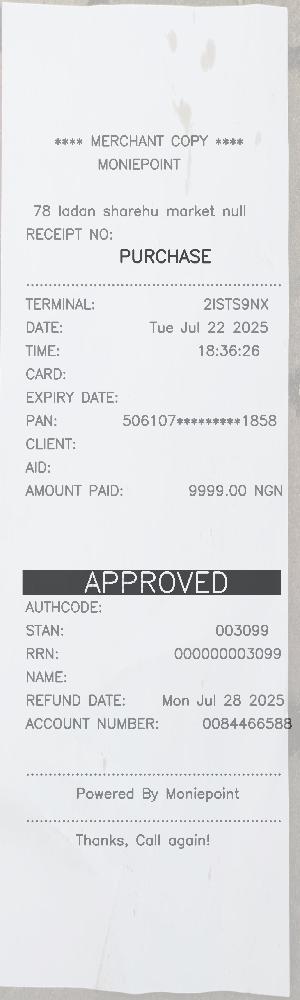 **** MERCHANT COPY ****
MONIEPOINT
78 ladan sharehu market null
RECEIPT NO:
PURCHASE
TERMINAL: 2ISTS9NX
DATE: Tue Jul 22 2025
TIME: 18:36:26
CARD:
EXPIRY DATE:
PAN: 506107*********1858
CLIENT:
AID:
AMOUNT PAID: 9999.00 NGN
APPROVED
AUTHCODE:
STAN: 003099
RRN: 000000003099
NAME:
REFUND DATE: Mon Jul 28 2025
ACCOUNT NUMBER: 0084466588
Powered By Moniepoint
Thanks, Call again!